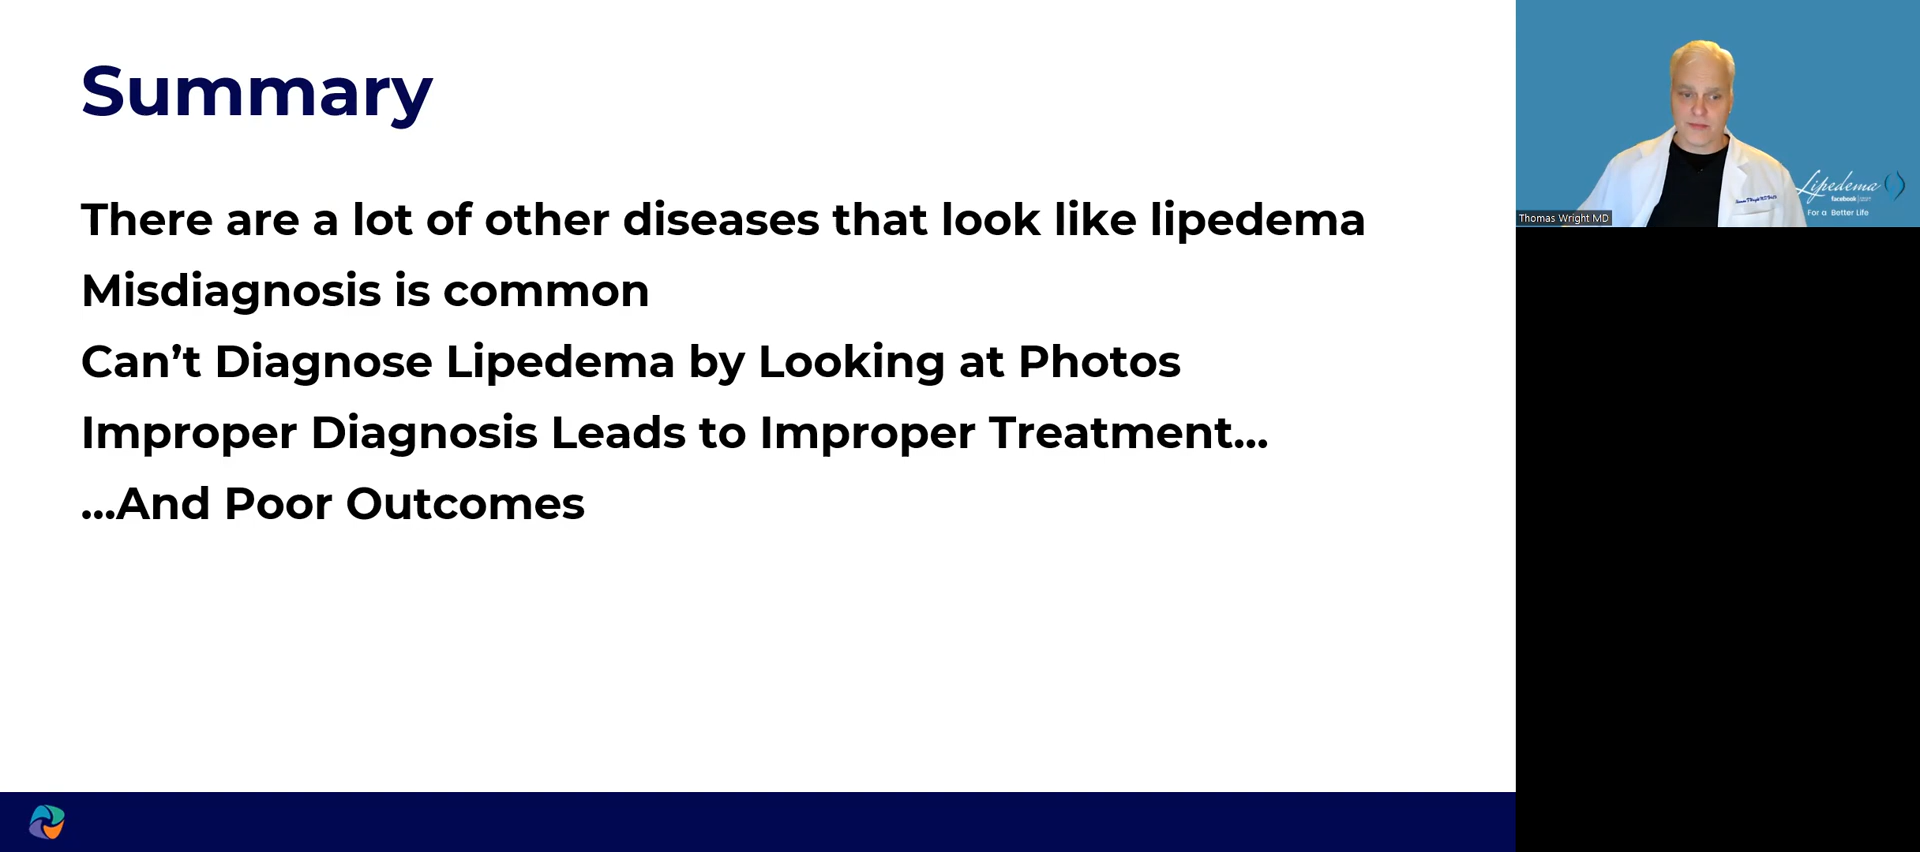 Summary
There are a lot of other diseases that look like lipedema
Misdiagnosis is common
Can’t Diagnose Lipedema by Looking at Photos
Improper Diagnosis Leads to Improper Treatment...
...And Poor Outcomes
Lipedema
facebook
For a Better Life
Thomas Wright MD